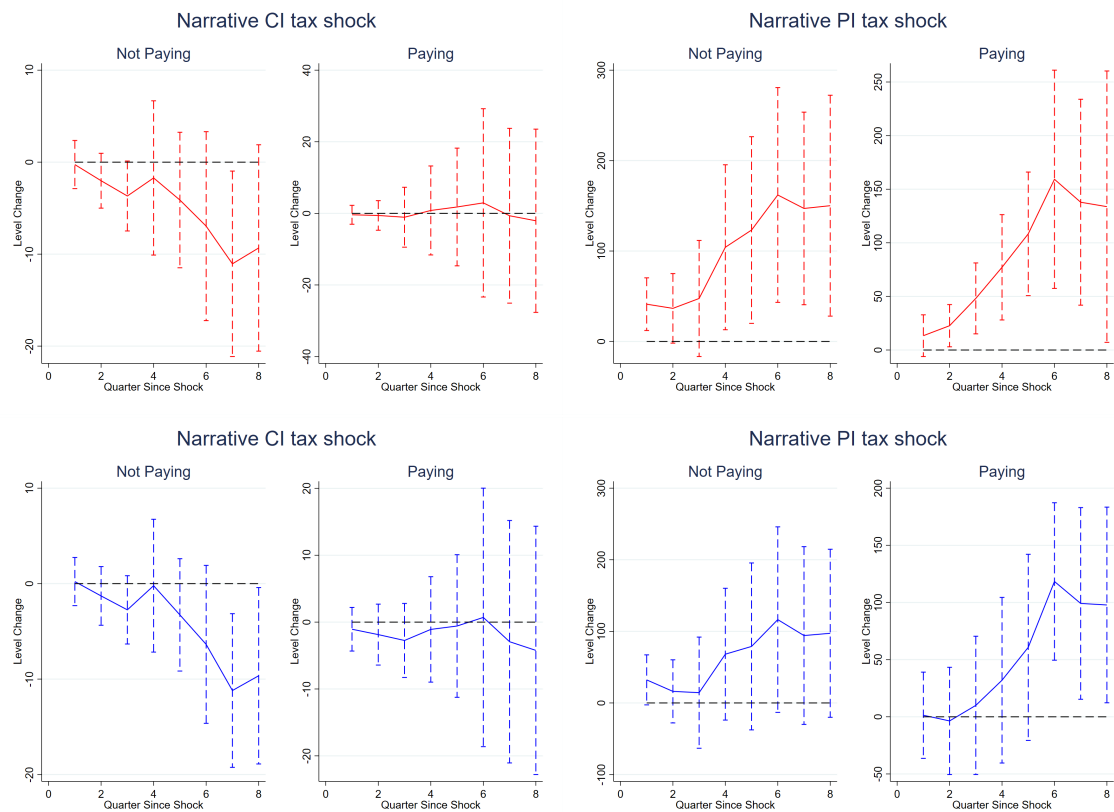 Narrative CI tax shock
Narrative PI tax shock
Not Paying
Paying
Not Paying
Paying
Level Change
10
0
-10
-20
0 2 4 6 8
Quarter Since Shock
Level Change
40
20
0
-20
-40
0 2 4 6 8
Quarter Since Shock
Level Change
300
200
100
0
0 2 4 6 8
Quarter Since Shock
Level Change
250
200
150
100
50
0
0 2 4 6 8
Quarter Since Shock
Narrative CI tax shock
Narrative PI tax shock
Not Paying
Paying
Not Paying
Paying
Level Change
10
0
-10
-20
0 2 4 6 8
Quarter Since Shock
Level Change
20
10
0
-10
-20
0 2 4 6 8
Quarter Since Shock
Level Change
300
200
100
0
-100
0 2 4 6 8
Quarter Since Shock
Level Change
200
150
100
50
0
-50
0 2 4 6 8
Quarter Since Shock